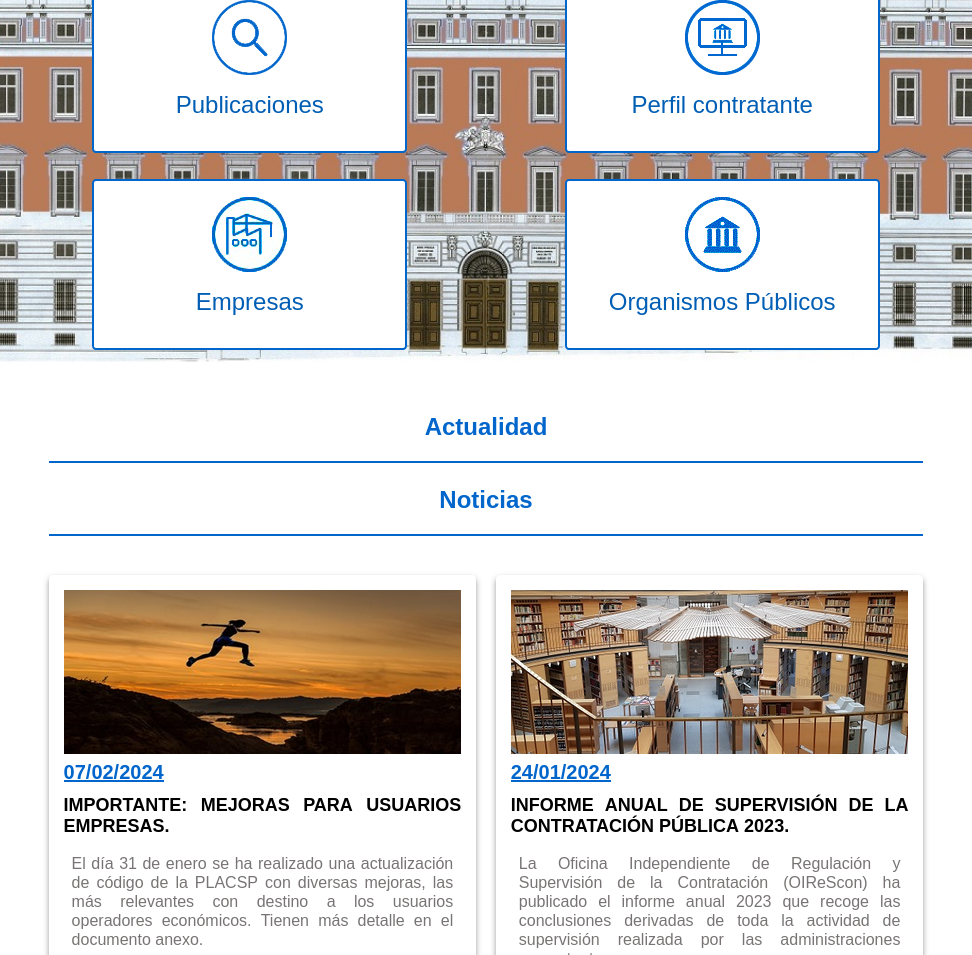 Publicaciones
Perfil contratante
Empresas
Organismos Públicos
Actualidad
Noticias
07/02/2024
IMPORTANTE: MEJORAS PARA USUARIOS
EMPRESAS.
El día 31 de enero se ha realizado una actualización
de código de la PLACSP con diversas mejoras, las
más relevantes con destino a los usuarios
operadores económicos. Tienen más detalle en el
documento anexo.
24/01/2024
INFORME ANUAL DE SUPERVISIÓN DE LA
CONTRATACIÓN PÚBLICA 2023.
La Oficina Independiente de Regulación y
Supervisión de la Contratación (OIReScon) ha
publicado el informe anual 2023 que recoge las
conclusiones derivadas de toda la actividad de
supervisión realizada por las administraciones